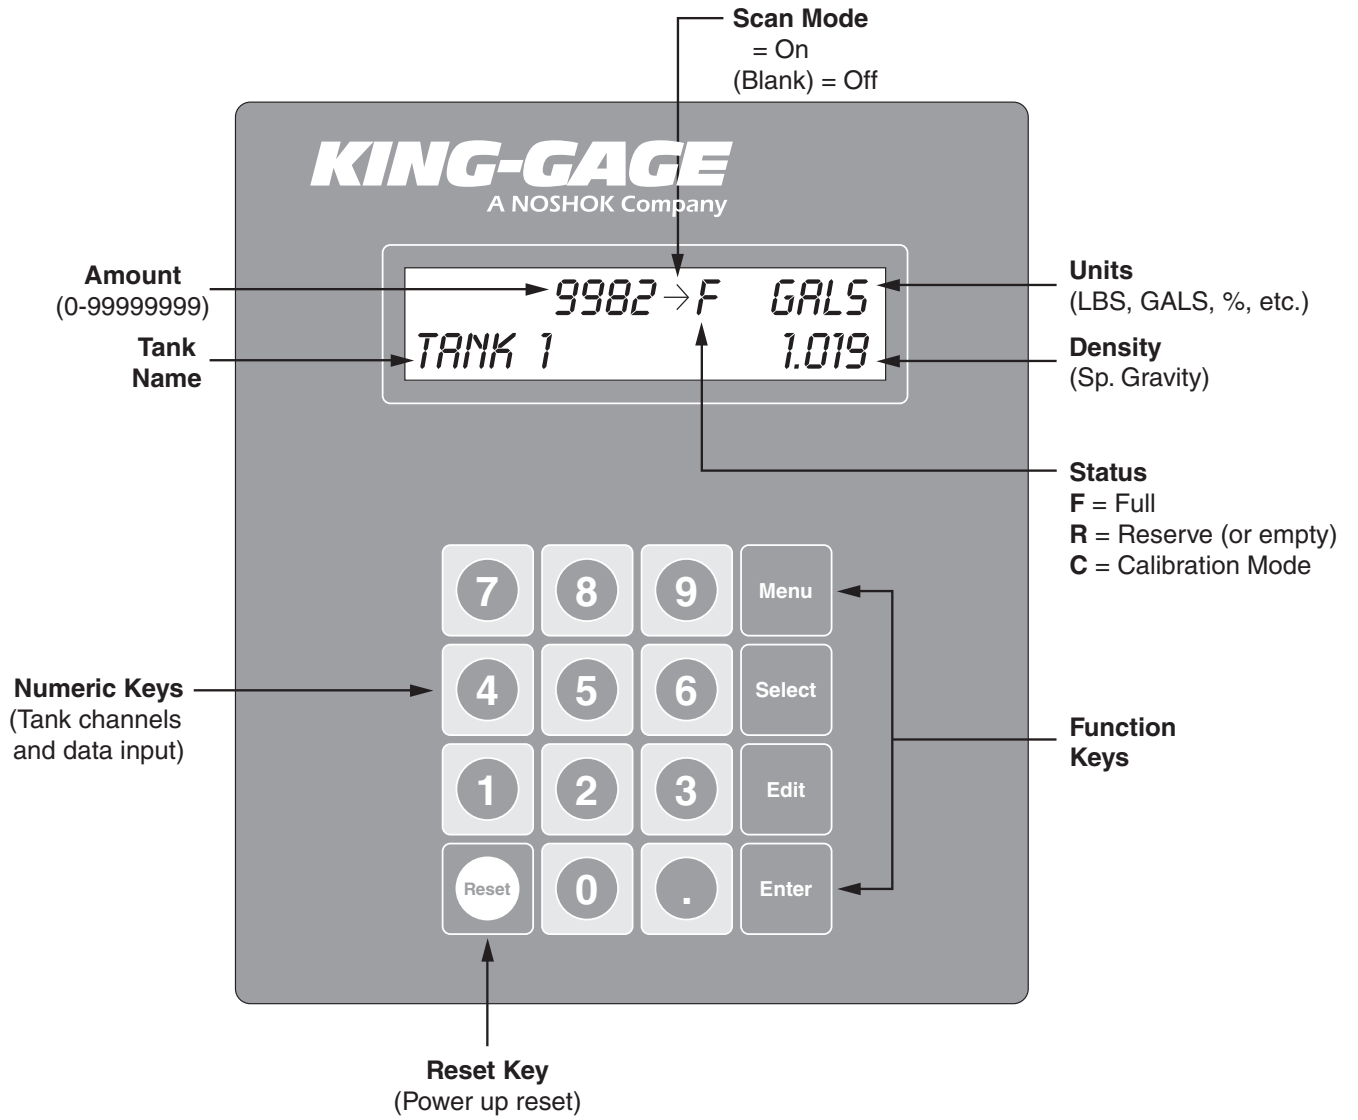 Scan Mode
= On
(Blank) = Off
KING-GAGE
A NOSHOK Company
Amount
(0-99999999)
Tank
Name
9982→F GALS
TANK 1 1.019
Units
(LBS, GALS, %, etc.)
Density
(Sp. Gravity)
Status
F = Full
R = Reserve (or empty)
C = Calibration Mode
7 8 9 Menu
4 5 6 Select
1 2 3 Edit
Reset 0 . Enter
Numeric Keys
(Tank channels
and data input)
Function
Keys
Reset Key
(Power up reset)